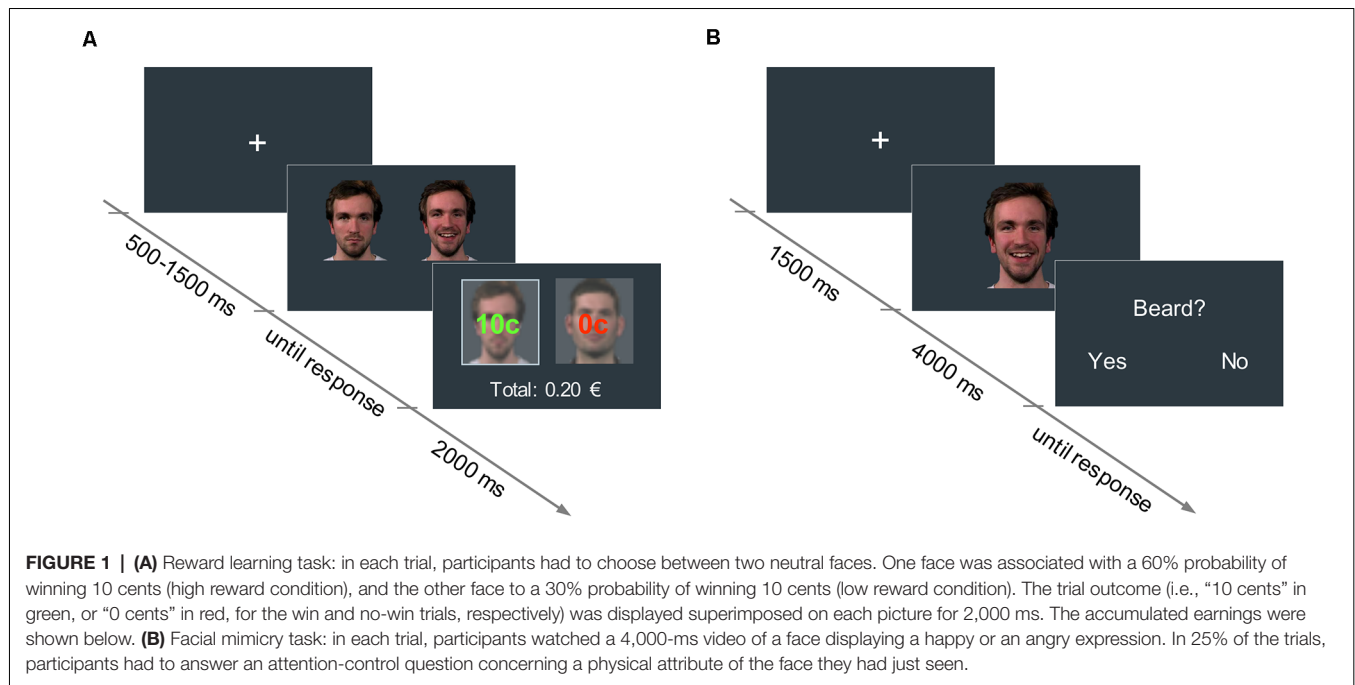 A
B
+
+
500-1500 ms
until response
2000 ms
10c
0c
Total: 0.20 €
1500 ms
4000 ms
until response
Beard?
Yes
No
FIGURE 1 | (A) Reward learning task: in each trial, participants had to choose between two neutral faces. One face was associated with a 60% probability of
winning 10 cents (high reward condition), and the other face to a 30% probability of winning 10 cents (low reward condition). The trial outcome (i.e., “10 cents” in
green, or “0 cents” in red, for the win and no-win trials, respectively) was displayed superimposed on each picture for 2,000 ms. The accumulated earnings were
shown below. (B) Facial mimicry task: in each trial, participants watched a 4,000-ms video of a face displaying a happy or an angry expression. In 25% of the trials,
participants had to answer an attention-control question concerning a physical attribute of the face they had just seen.